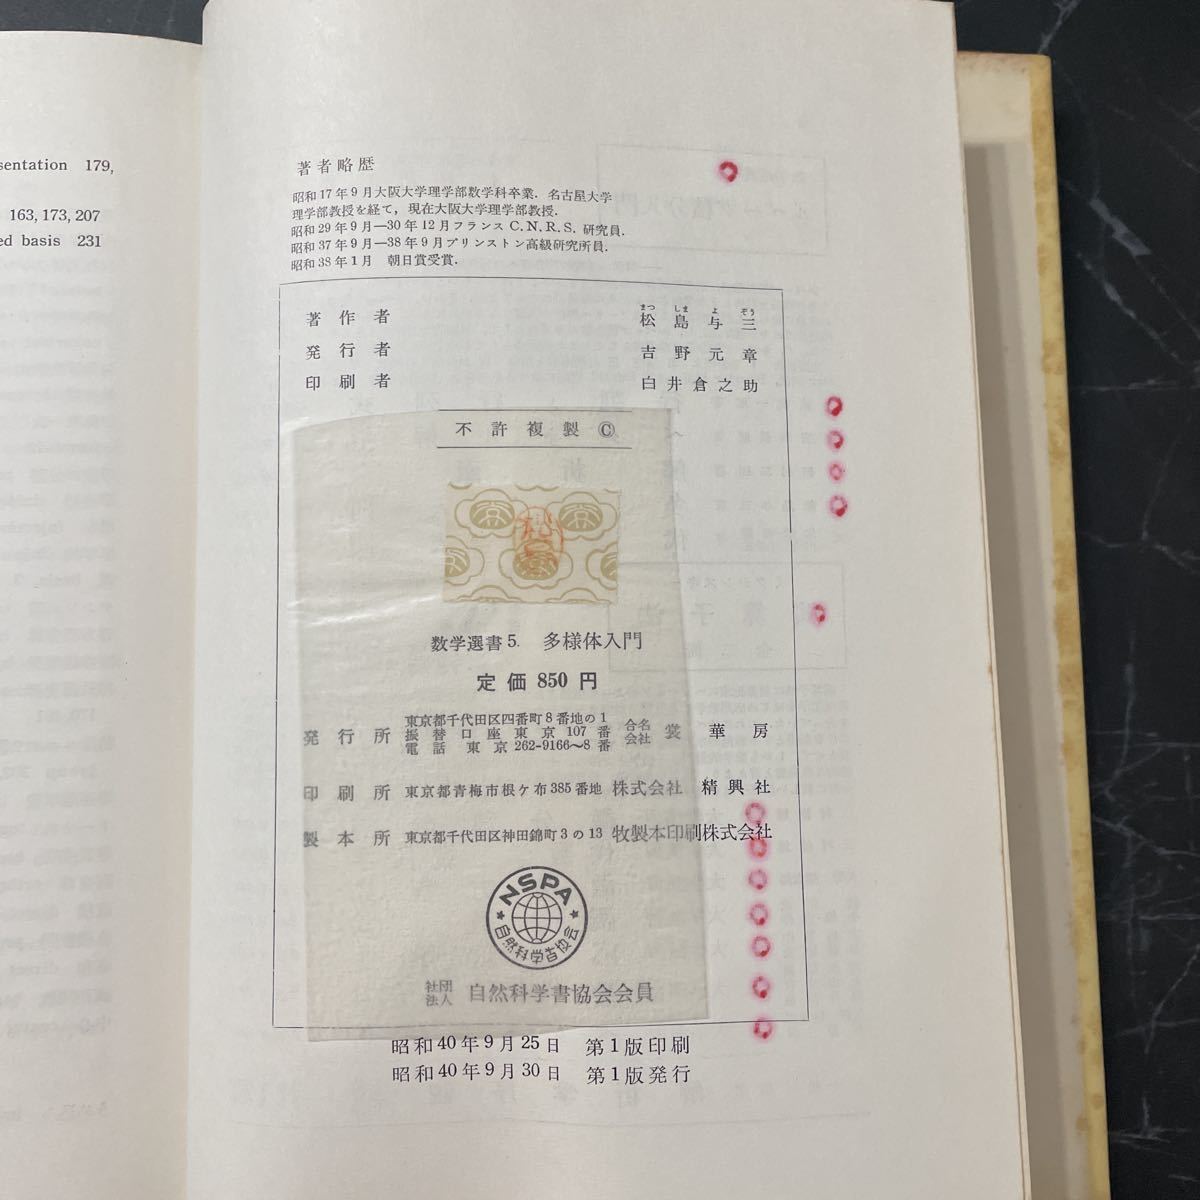 sentation 179,
163, 173, 207
ed basis 231
著者略歴
昭和17年9月大阪大学理学部数学科卒業. 名古屋大学
理学部教授を経て, 現在大阪大学理学部教授.
昭和29年9月―30年12月フランス C.N.R.S. 研究員.
昭和37年9月―38年9月プリンストン高級研究所員.
昭和38年1月 朝日賞受賞.
まつ しま よ ぞう
著作者 松島与三
発行者 吉野元章
印刷者 白井倉之助
不許複製 ©
数学選書5. 多様体入門
定価 850 円
東京都千代田区四番町8番地の1
発行所 振替口座東京 107 番 合名会社 裳華房
電話 東京 262-9166～8 番
印刷所 東京都青梅市根ケ布385番地 株式会社 精興社
製本所 東京都千代田区神田錦町3の13 牧製本印刷株式会社
NSPA
自然科学書協会
社団法人 自然科学書協会会員
昭和40年9月25日 第1版印刷
昭和40年9月30日 第1版発行